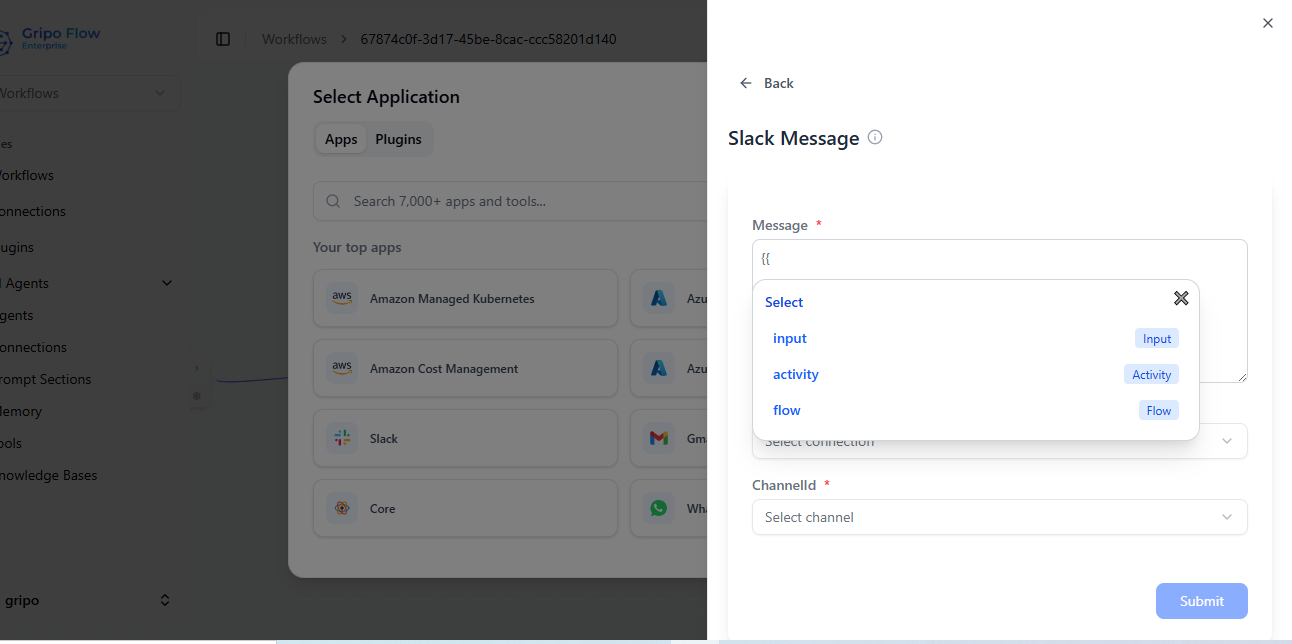 Gripo Flow
Enterprise
Workflows
Workflows
67874c0f-3d17-45be-8cac-ccc58201d140
Workflows
onnections
ugins
Agents
gents
onnections
rompt Sections
Memory
ools
nowledge Bases
gripo
Select Application
Apps
Plugins
Search 7,000+ apps and tools...
Your top apps
aws
Amazon Managed Kubernetes
Azu
aws
Amazon Cost Management
Azu
Slack
Gm
Core
Wha
Back
Slack Message
Message *
{{
Select
input
Input
activity
Activity
flow
Flow
Select connection
ChannelId *
Select channel
Submit